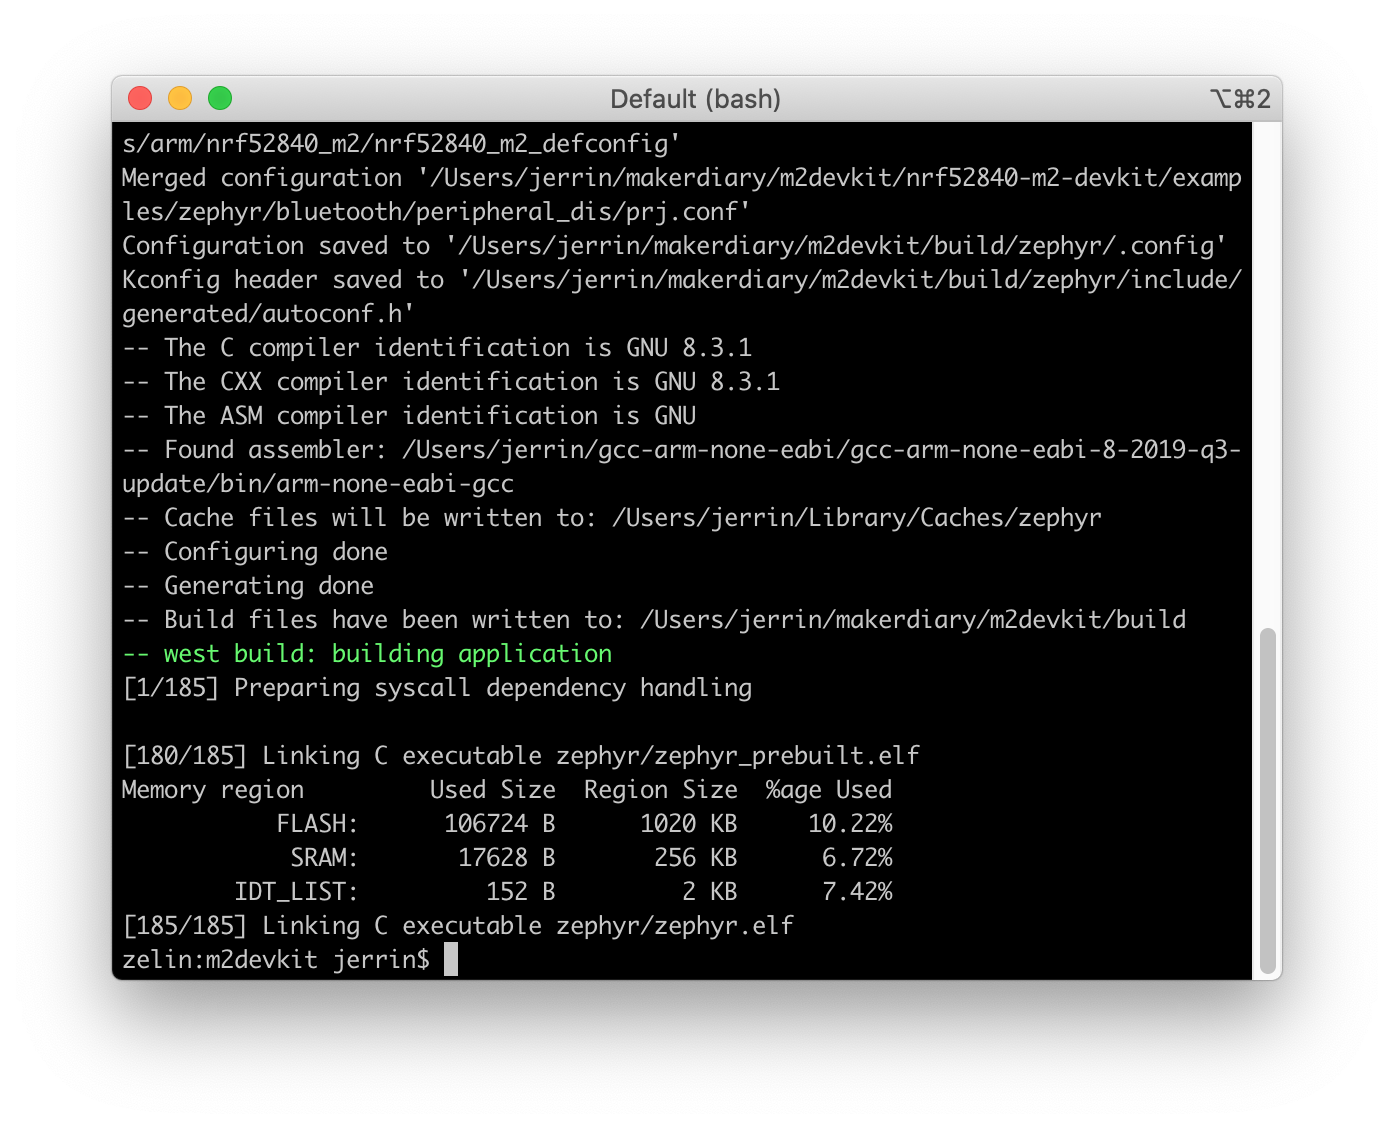 Default (bash)
⌥⌘2
s/arm/nrf52840_m2/nrf52840_m2_defconfig'
Merged configuration '/Users/jerrin/makerdiary/m2devkit/nrf52840-m2-devkit/examp
les/zephyr/bluetooth/peripheral_dis/prj.conf'
Configuration saved to '/Users/jerrin/makerdiary/m2devkit/build/zephyr/.config'
Kconfig header saved to '/Users/jerrin/makerdiary/m2devkit/build/zephyr/include/
generated/autoconf.h'
-- The C compiler identification is GNU 8.3.1
-- The CXX compiler identification is GNU 8.3.1
-- The ASM compiler identification is GNU
-- Found assembler: /Users/jerrin/gcc-arm-none-eabi/gcc-arm-none-eabi-8-2019-q3-
update/bin/arm-none-eabi-gcc
-- Cache files will be written to: /Users/jerrin/Library/Caches/zephyr
-- Configuring done
-- Generating done
-- Build files have been written to: /Users/jerrin/makerdiary/m2devkit/build
-- west build: building application
[1/185] Preparing syscall dependency handling

[180/185] Linking C executable zephyr/zephyr_prebuilt.elf
Memory region         Used Size  Region Size  %age Used
           FLASH:      106724 B      1020 KB     10.22%
            SRAM:       17628 B       256 KB      6.72%
        IDT_LIST:         152 B         2 KB      7.42%
[185/185] Linking C executable zephyr/zephyr.elf
zelin:m2devkit jerrin$